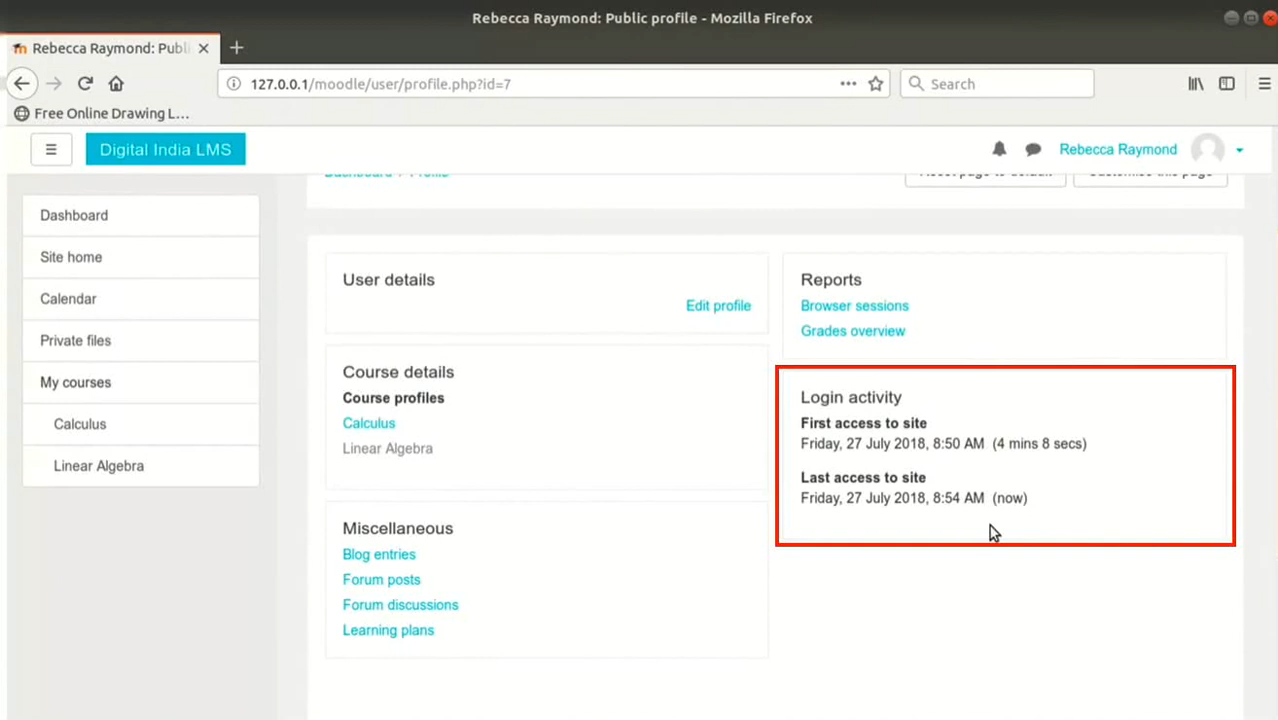 Rebecca Raymond: Public profile - Mozilla Firefox
Rebecca Raymond: Publi
127.0.0.1/moodle/user/profile.php?id=7
Search
Free Online Drawing L...
Digital India LMS
Rebecca Raymond
Dashboard / Profile
Reset page to default
Customise this page
Dashboard
Site home
Calendar
Private files
My courses
Calculus
Linear Algebra
User details
Edit profile
Course details
Course profiles
Calculus
Linear Algebra
Miscellaneous
Blog entries
Forum posts
Forum discussions
Learning plans
Reports
Browser sessions
Grades overview
Login activity
First access to site
Friday, 27 July 2018, 8:50 AM (4 mins 8 secs)
Last access to site
Friday, 27 July 2018, 8:54 AM (now)